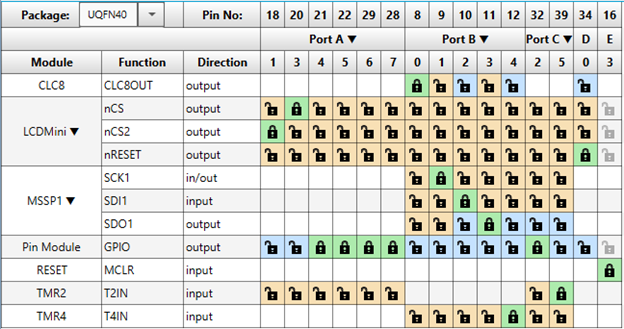 Package: UQFN40 Pin No: 18 20 21 22 29 28 8 9 10 11 12 32 39 34 16
Port A ▼ Port B ▼ Port C ▼ D E
Module Function Direction 1 3 4 5 6 7 0 1 2 3 4 2 5 0 3
CLC8 CLC8OUT output
LCDMini ▼ nCS output
nCS2 output
nRESET output
MSSP1 ▼ SCK1 in/out
SDI1 input
SDO1 output
Pin Module GPIO output
RESET MCLR input
TMR2 T2IN input
TMR4 T4IN input